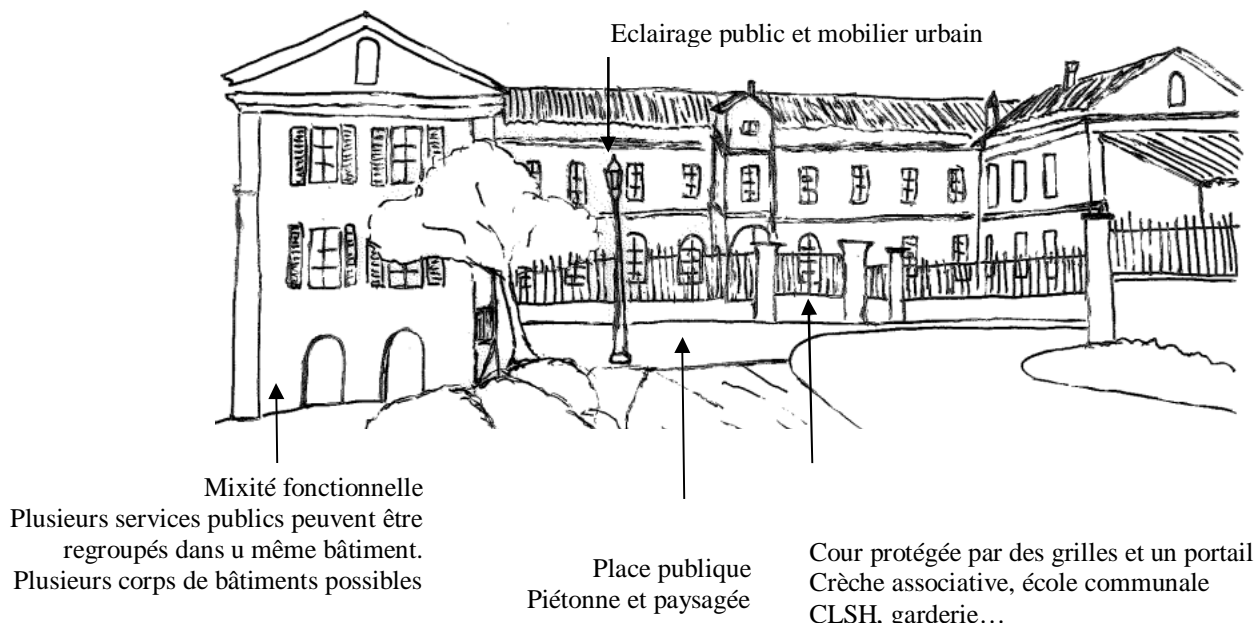 Eclairage public et mobilier urbain
Mixité fonctionnelle
Plusieurs services publics peuvent être
regroupés dans u même bâtiment.
Plusieurs corps de bâtiments possibles
Place publique
Piétonne et paysagée
Cour protégée par des grilles et un portail
Crèche associative, école communale
CLSH, garderie…